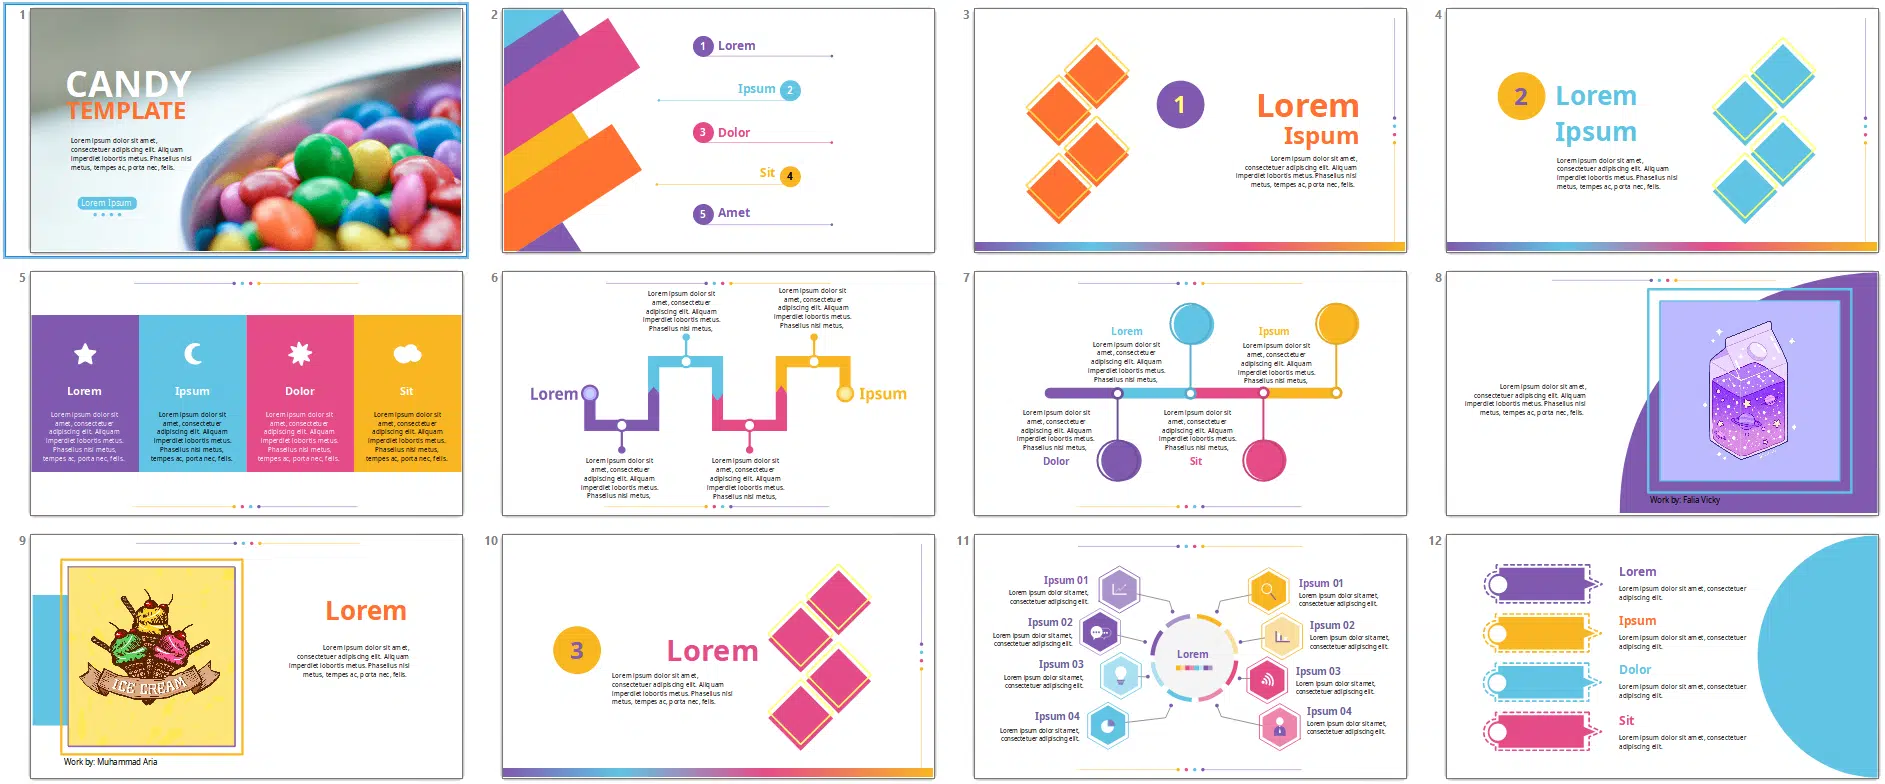 1
CANDY
TEMPLATE
Lorem ipsum dolor sit amet,
consectetuer adipiscing elit. Aliquam
imperdiet lobortis metus. Phasellus nisl
metus, tempes ac, porta nec, felis.
Lorem Ipsum
2
1 Lorem
Ipsum 2
3 Dolor
Sit 4
5 Amet
3
1
Lorem
Ispum
Lorem ipsum dolor sit amet,
consectetuer adipiscing elit. Aliquam
imperdiet lobortis metus. Phasellus nisl
metus, tempes ac, porta nec, felis.
4
2
Lorem
Ipsum
Lorem ipsum dolor sit amet,
consectetuer adipiscing elit. Aliquam
imperdiet lobortis metus. Phasellus nisl
metus, tempes ac, porta nec, felis.
5
Lorem
Lorem ipsum dolor sit
amet, consectetuer
adipiscing elit. Aliquam
imperdiet lobortis metus.
Phasellus nisl metus,
tempes ac, porta nec, felis.
Ipsum
Lorem ipsum dolor sit
amet, consectetuer
adipiscing elit. Aliquam
imperdiet lobortis metus.
Phasellus nisl metus,
tempes ac, porta nec, felis.
Dolor
Lorem ipsum dolor sit
amet, consectetuer
adipiscing elit. Aliquam
imperdiet lobortis metus.
Phasellus nisl metus,
tempes ac, porta nec, felis.
Sit
Lorem ipsum dolor sit
amet, consectetuer
adipiscing elit. Aliquam
imperdiet lobortis metus.
Phasellus nisl metus,
tempes ac, porta nec, felis.
6
Lorem ipsum dolor sit
amet, consectetuer
adipiscing elit. Aliquam
imperdiet lobortis metus.
Phasellus nisl metus,
Lorem ipsum dolor sit
amet, consectetuer
adipiscing elit. Aliquam
imperdiet lobortis metus.
Phasellus nisl metus,
Lorem
Ipsum
Lorem ipsum dolor sit
amet, consectetuer
adipiscing elit. Aliquam
imperdiet lobortis metus.
Phasellus nisl metus,
Lorem ipsum dolor sit
amet, consectetuer
adipiscing elit. Aliquam
imperdiet lobortis metus.
Phasellus nisl metus,
7
Lorem
Lorem ipsum dolor sit
amet, consectetuer
adipiscing elit. Aliquam
imperdiet lobortis metus.
Phasellus nisl metus,
Ipsum
Lorem ipsum dolor sit
amet, consectetuer
adipiscing elit. Aliquam
imperdiet lobortis metus.
Phasellus nisl metus,
Lorem ipsum dolor sit
amet, consectetuer
adipiscing elit. Aliquam
imperdiet lobortis metus.
Phasellus nisl metus,
Dolor
Lorem ipsum dolor sit
amet, consectetuer
adipiscing elit. Aliquam
imperdiet lobortis metus.
Phasellus nisl metus,
Sit
8
Lorem ipsum dolor sit amet,
consectetuer adipiscing elit. Aliquam
imperdiet lobortis metus. Phasellus nisl
metus, tempes ac, porta nec, felis.
Work by: Falia Vicky
9
ICE CREAM
Lorem
Lorem ipsum dolor sit amet,
consectetuer adipiscing elit. Aliquam
imperdiet lobortis metus. Phasellus nisl
metus, tempes ac, porta nec, felis.
Work by: Muhammad Aria
10
3
Lorem
Lorem ipsum dolor sit amet,
consectetuer adipiscing elit. Aliquam
imperdiet lobortis metus. Phasellus nisl
metus, tempes ac, porta nec, felis.
11
Ipsum 01
Lorem ipsum dolor sit amet,
consectetuer adipiscing elit.
Ipsum 02
Lorem ipsum dolor sit amet,
consectetuer adipiscing elit.
Ipsum 03
Lorem ipsum dolor sit amet,
consectetuer adipiscing elit.
Ipsum 04
Lorem ipsum dolor sit amet,
consectetuer adipiscing elit.
Lorem
Ipsum 01
Lorem ipsum dolor sit amet,
consectetuer adipiscing elit.
Ipsum 02
Lorem ipsum dolor sit amet,
consectetuer adipiscing elit.
Ipsum 03
Lorem ipsum dolor sit amet,
consectetuer adipiscing elit.
Ipsum 04
Lorem ipsum dolor sit amet,
consectetuer adipiscing elit.
12
Lorem
Lorem ipsum dolor sit amet, consectetuer
adipiscing elit.
Ipsum
Lorem ipsum dolor sit amet, consectetuer
adipiscing elit.
Dolor
Lorem ipsum dolor sit amet, consectetuer
adipiscing elit.
Sit
Lorem ipsum dolor sit amet, consectetuer
adipiscing elit.